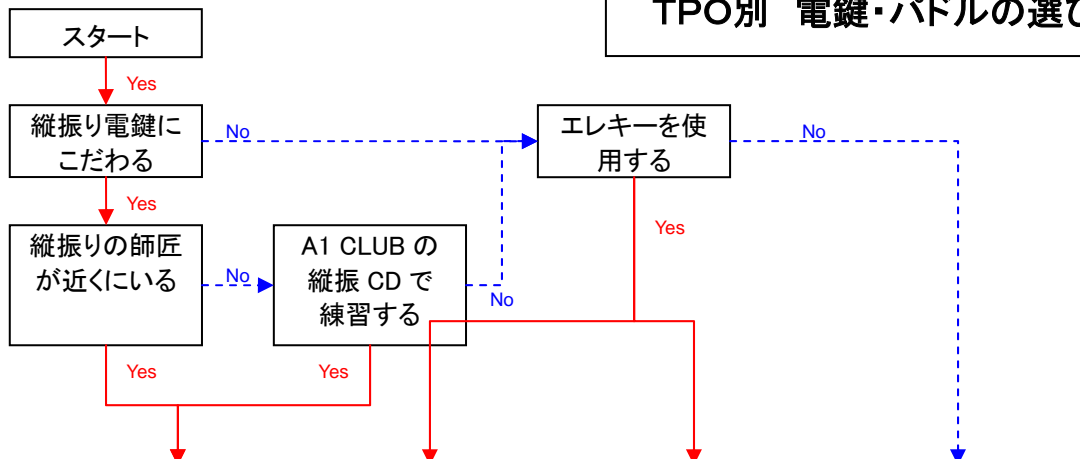 TPO別 電鍵・パドルの選び
スタート
Yes
縦振り電鍵に
こだわる
No
エレキーを使
用する
No
Yes
縦振りの師匠
が近くにいる
No
A1 CLUB の
縦振 CD で
練習する
No
Yes
Yes
Yes